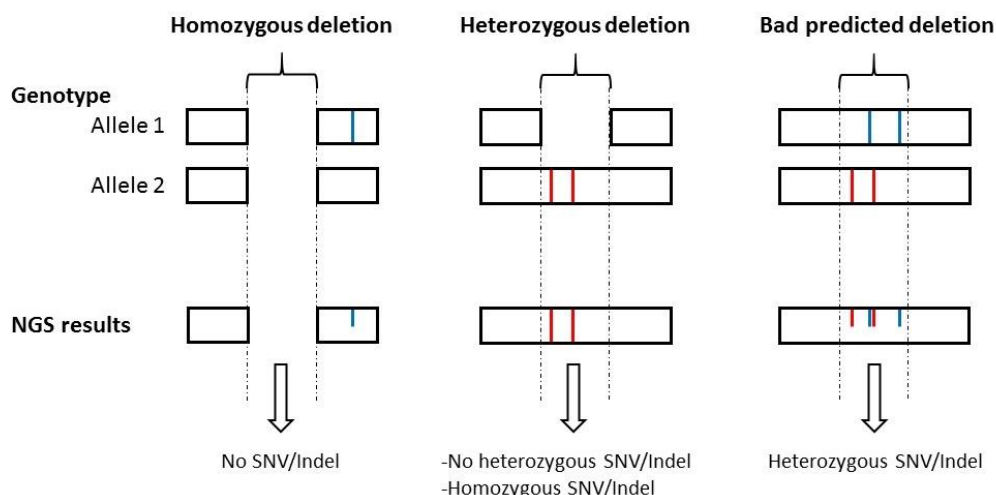 Homozygous deletion
Heterozygous deletion
Bad predicted deletion
Genotype
Allele 1
Allele 2
NGS results
No SNV/Indel
-No heterozygous SNV/Indel
-Homozygous SNV/Indel
Heterozygous SNV/Indel